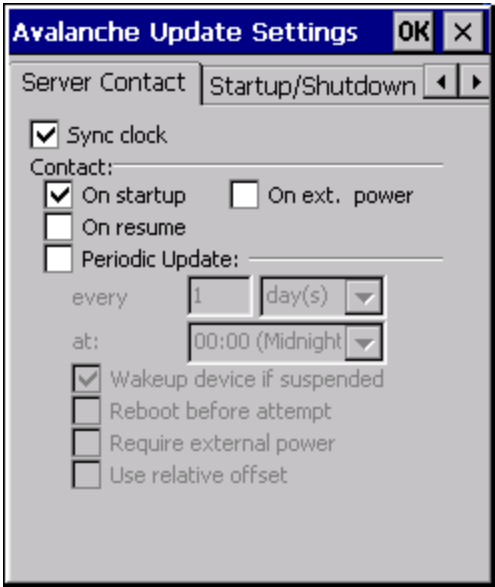 Avalanche Update Settings OK ×
Server Contact Startup/Shutdown
Sync clock
Contact:
On startup On ext. power
On resume
Periodic Update:
every 1 day(s)
at: 00:00 (Midnight
Wakeup device if suspended
Reboot before attempt
Require external power
Use relative offset